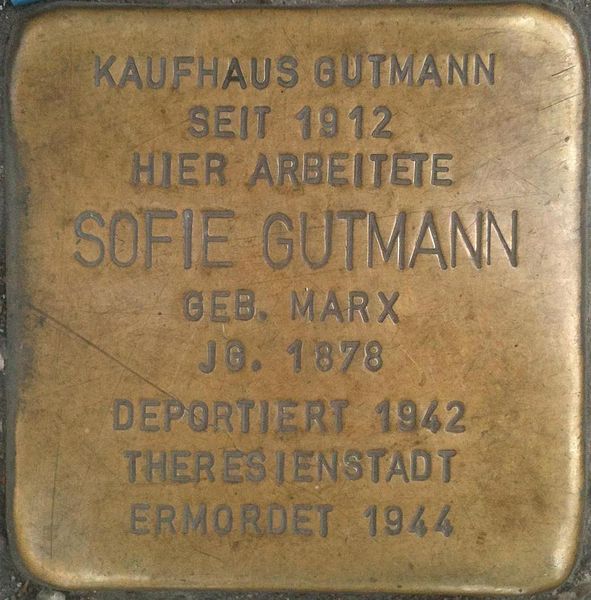 KAUFHAUS GUTMANN
SEIT 1912
HIER ARBEITETE
SOFIE GUTMANN
GEB. MARX
JG. 1878
DEPORTIERT 1942
THERESIENSTADT
ERMORDET 1944